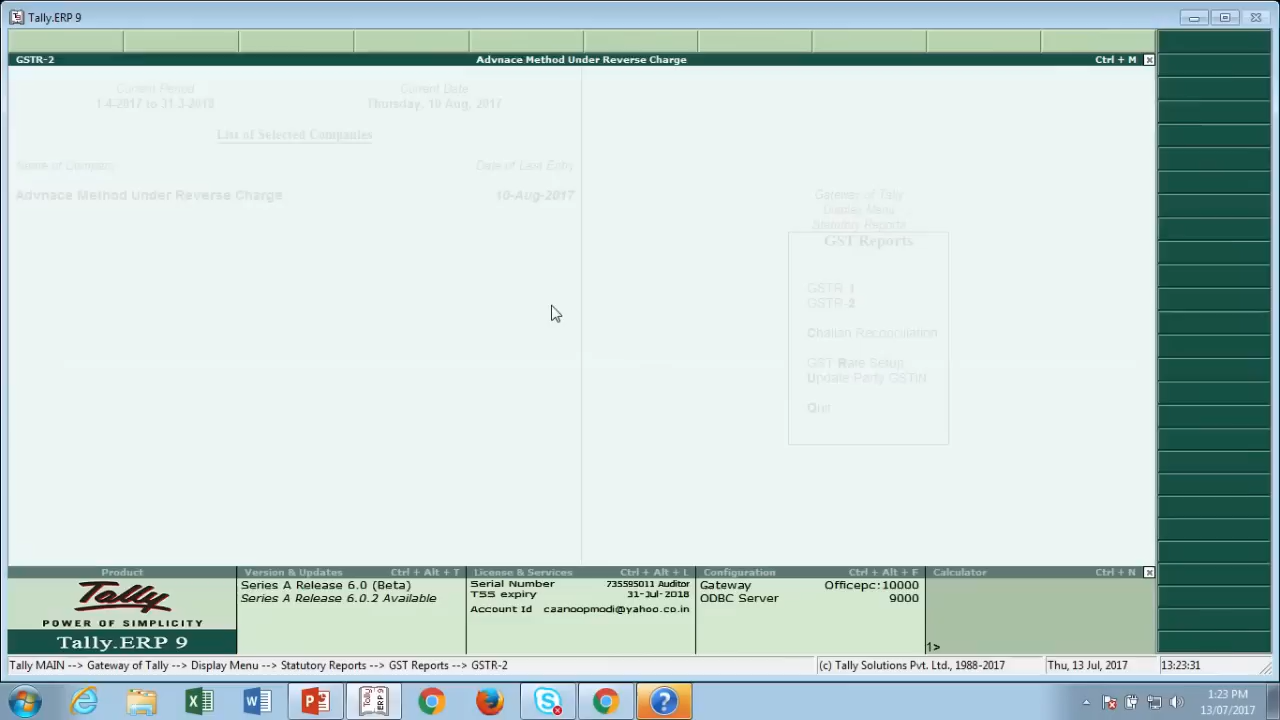 Tally.ERP 9
GSTR-2
Advnace Method Under Reverse Charge
Ctrl + M
Current Period
1-4-2017 to 31-3-2018
Current Date
Thursday, 10 Aug, 2017
List of Selected Companies
Name of Company
Date of Last Entry
Advnace Method Under Reverse Charge
10-Aug-2017
Gateway of Tally
Display Menu
Statutory Reports
GST Reports
GSTR-1
GSTR-2
Challan Reconciliation
GST Rate Setup
Update Party GSTIN
Quit
Product
Tally
POWER OF SIMPLICITY
Tally.ERP 9
Version & Updates Ctrl + Alt + T
Series A Release 6.0 (Beta)
Series A Release 6.0.2 Available
License & Services Ctrl + Alt + L
Serial Number 735595011 Auditor
TSS expiry 31-Jul-2018
Account Id caanoopmodi@yahoo.co.in
Configuration Ctrl + Alt + F
Gateway Officepc:10000
ODBC Server 9000
Calculator Ctrl + N
1>
Tally MAIN --> Gateway of Tally --> Display Menu --> Statutory Reports --> GST Reports --> GSTR-2
(c) Tally Solutions Pvt. Ltd., 1988-2017
Thu, 13 Jul, 2017
13:23:31
1:23 PM
13/07/2017